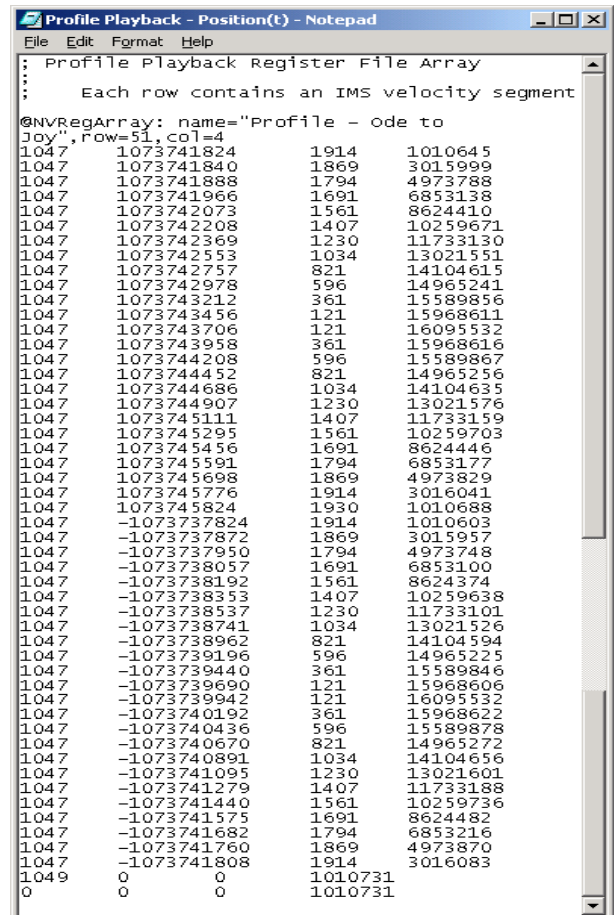 Profile Playback - Position(t) - Notepad
File Edit Format Help
; Profile Playback Register File Array
;
; Each row contains an IMS velocity segment
@NVRegArray: name="Profile - Ode to
Joy",row=51,col=4
1047 1073741824 1914 1010645
1047 1073741840 1869 3015999
1047 1073741888 1794 4973788
1047 1073741966 1691 6853138
1047 1073742073 1561 8624410
1047 1073742208 1407 10259671
1047 1073742369 1230 11733130
1047 1073742553 1034 13021551
1047 1073742757 821 14104615
1047 1073742978 596 14965241
1047 1073743212 361 15589856
1047 1073743456 121 15968611
1047 1073743706 121 16095532
1047 1073743958 361 15968616
1047 1073744208 596 15589867
1047 1073744452 821 14965256
1047 1073744686 1034 14104635
1047 1073744907 1230 13021576
1047 1073745111 1407 11733159
1047 1073745295 1561 10259703
1047 1073745456 1691 8624446
1047 1073745591 1794 6853177
1047 1073745698 1869 4973829
1047 1073745776 1914 3016041
1047 1073745824 1930 1010688
1047 -1073737824 1914 1010603
1047 -1073737872 1869 3015957
1047 -1073737950 1794 4973748
1047 -1073738057 1691 6853100
1047 -1073738192 1561 8624374
1047 -1073738353 1407 10259638
1047 -1073738537 1230 11733101
1047 -1073738741 1034 13021526
1047 -1073738962 821 14104594
1047 -1073739196 596 14965225
1047 -1073739440 361 15589846
1047 -1073739690 121 15968606
1047 -1073739942 121 16095532
1047 -1073740192 361 15968622
1047 -1073740436 596 15589878
1047 -1073740670 821 14965272
1047 -1073740891 1034 14104656
1047 -1073741095 1230 13021601
1047 -1073741279 1407 11733188
1047 -1073741440 1561 10259736
1047 -1073741575 1691 8624482
1047 -1073741682 1794 6853216
1047 -1073741760 1869 4973870
1047 -1073741808 1914 3016083
1049 0 0 1010731
0 0 0 1010731